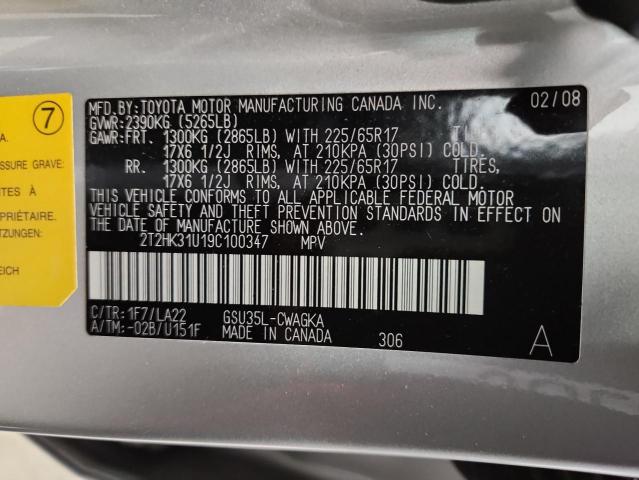 7
A.
ESSURE GRAVE:
NTES À
OPRIÉTAIRE.
TZUNGEN.
EICH
MFD.BY:TOYOTA MOTOR MANUFACTURING CANADA INC. 02/08
GVWR:2390KG (5265LB)
GAWR:FRT. 1300KG (2865LB) WITH 225/65R17
17X6 1/2J RIMS, AT 210KPA (30PSI) COLD.
RR. 1300KG (2865LB) WITH 225/65R17 TIRES,
17X6 1/2J RIMS, AT 210KPA (30PSI) COLD.
THIS VEHICLE CONFORMS TO ALL APPLICABLE FEDERAL MOTOR
VEHICLE SAFETY AND THEFT PREVENTION STANDARDS IN EFFECT ON
THE DATE OF MANUFACTURE SHOWN ABOVE.
2T2HK31U19C100347 MPV
C/TR:1F7/LA22 GSU35L-CWAGKA
A/TM:-02B/U151F MADE IN CANADA 306 A